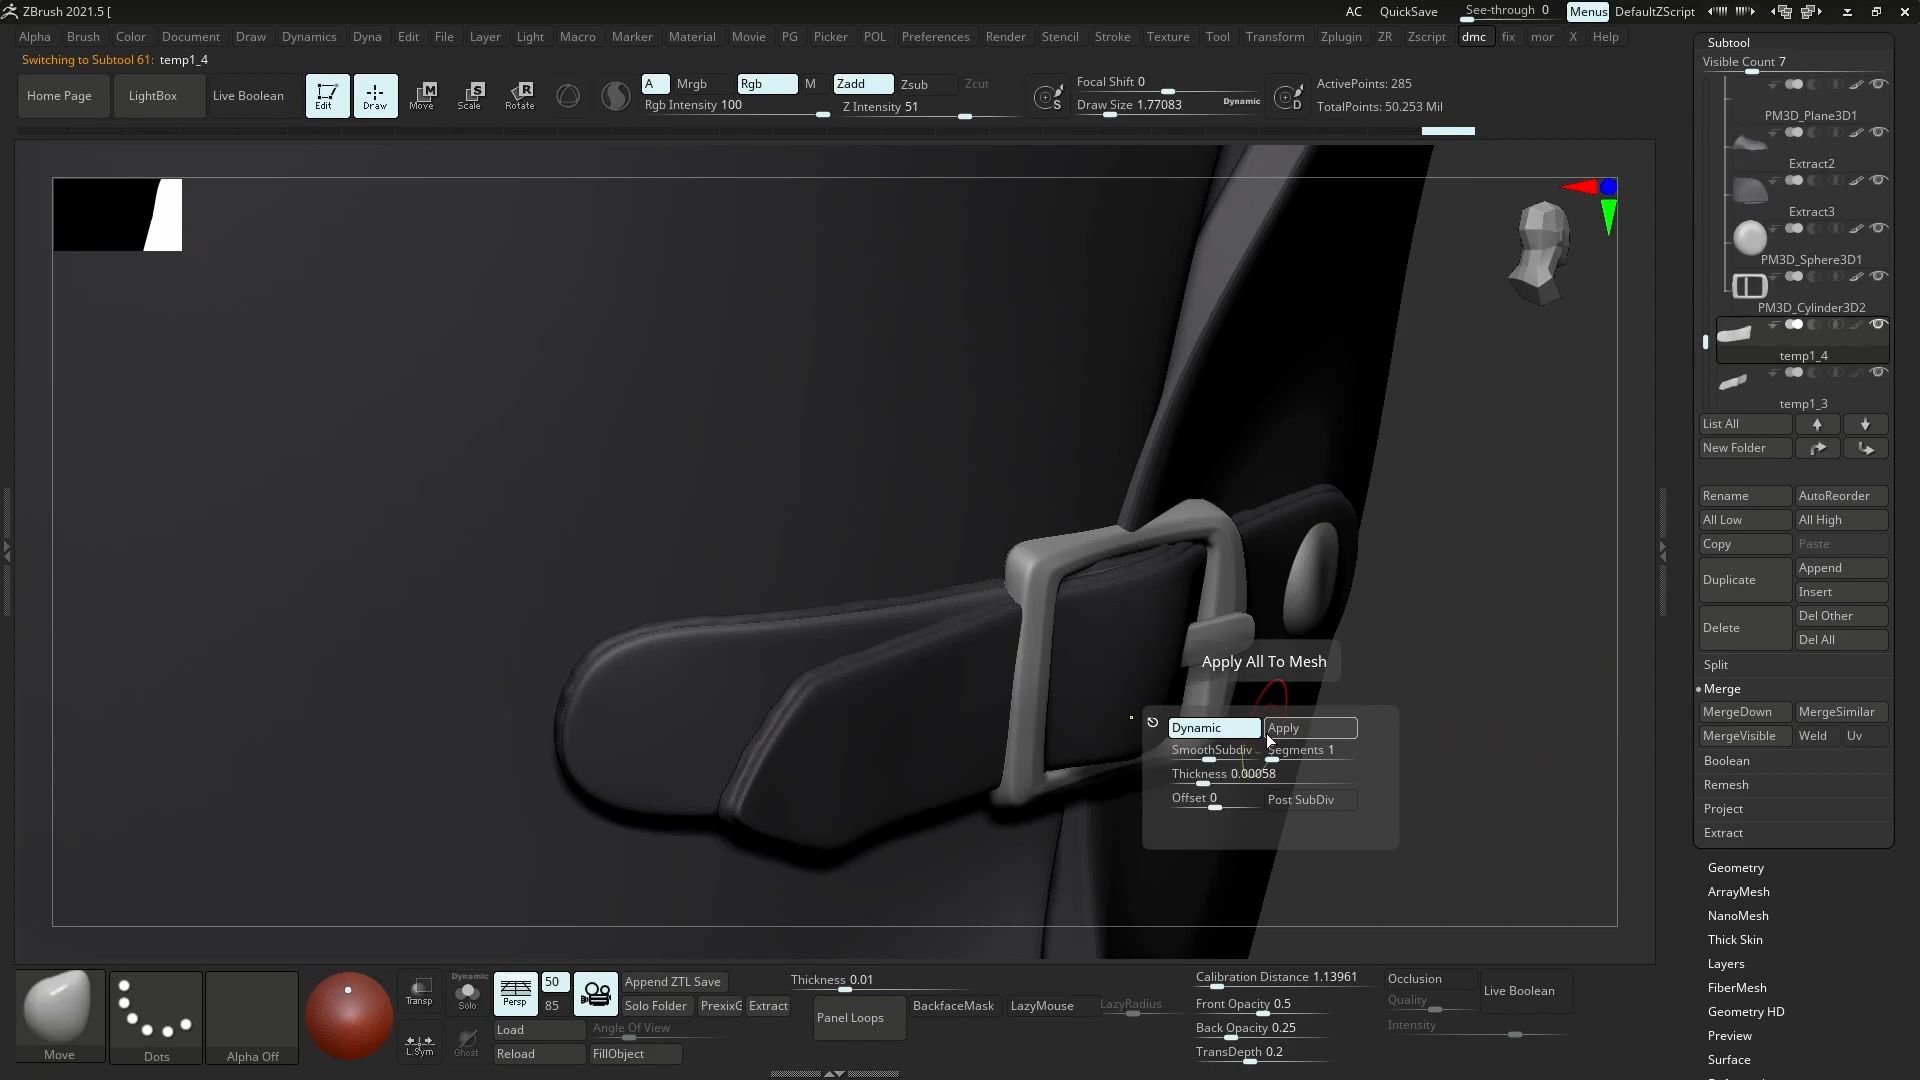 ZBrush 2021.5 [
AC QuickSave See-through 0 Menus DefaultZScript
Alpha Brush Color Document Draw Dynamics Dyna Edit File Layer Light Macro Marker Material Movie PG Picker POL Preferences Render Stencil Stroke Texture Tool Transform Zplugin ZR Zscript dmc fix mor X Help
Switching to Subtool 61: temp1_4
Home Page LightBox Live Boolean Edit Draw Move Scale Rotate
A Mrgb Rgb M Zadd Zsub Zcut
Rgb Intensity 100 Z Intensity 51
Focal Shift 0
Draw Size 1.77083 Dynamic
ActivePoints: 285
TotalPoints: 50.253 Mil
Subtool
Visible Count 7
PM3D_Plane3D1
Extract2
Extract3
PM3D_Sphere3D1
PM3D_Cylinder3D2
temp1_4
temp1_3
List All
New Folder
Rename AutoReorder
All Low All High
Copy Paste
Duplicate Append
Insert
Delete Del Other
Del All
Split
Merge
MergeDown MergeSimilar
MergeVisible Weld Uv
Boolean
Remesh
Project
Extract
Geometry
ArrayMesh
NanoMesh
Thick Skin
Layers
FiberMesh
Geometry HD
Preview
Surface
Apply All To Mesh
Dynamic Apply
SmoothSubdiv Segments 1
Thickness 0.00058
Offset 0 Post SubDiv
Move Dots Alpha Off
Transp
L.Sym
Dynamic
Solo
Ghost
Persp 50
85
Append ZTL Save
Solo Folder PrexixG Extract
Load Angle Of View
Reload FillObject
Thickness 0.01
Panel Loops BackfaceMask LazyMouse LazyRadius
Calibration Distance 1.13961
Front Opacity 0.5
Back Opacity 0.25
TransDepth 0.2
Occlusion
Quality
Intensity
Live Boolean